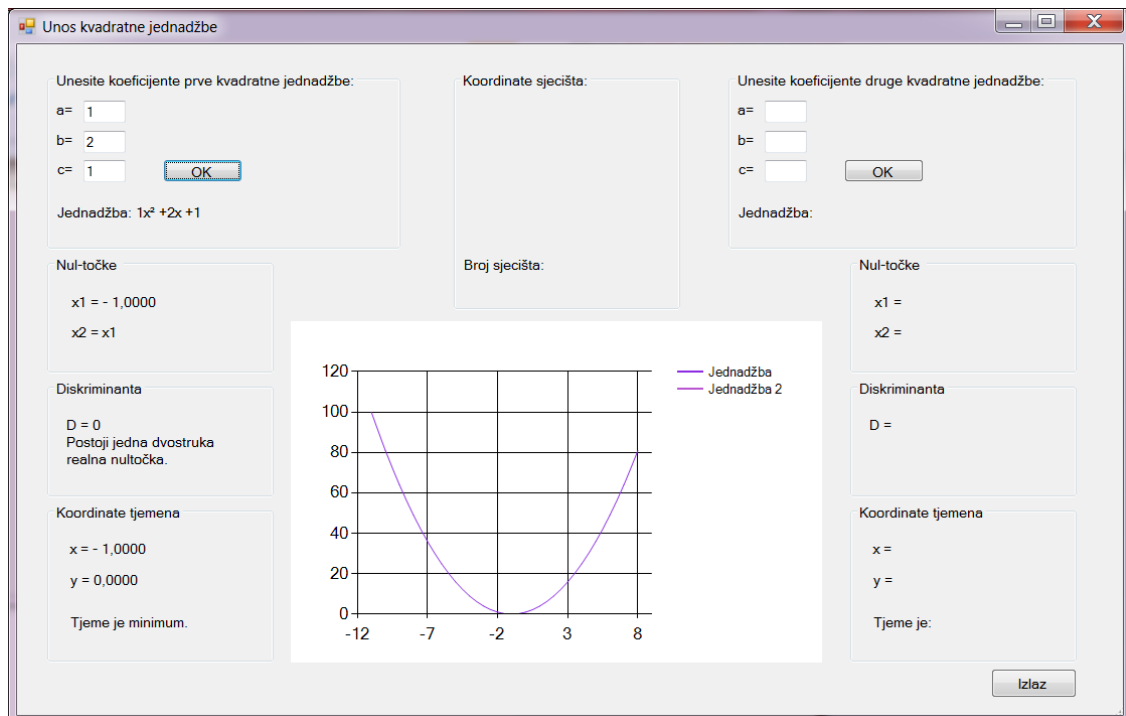 Unos kvadratne jednadžbe
Unesite koeficijente prve kvadratne jednadžbe:
a= 1
b= 2
c= 1
OK
Jednadžba: 1x² +2x +1
Koordinate sjecišta:
Broj sjecišta:
Unesite koeficijente druge kvadratne jednadžbe:
a=
b=
c=
OK
Jednadžba:
Nul-točke
x1 = - 1,0000
x2 = x1
Diskriminanta
D = 0
Postoji jedna dvostruka
realna nultočka.
Koordinate tjemena
x = - 1,0000
y = 0,0000
Tjeme je minimum.
120
100
80
60
40
20
0
-12 -7 -2 3 8
Jednadžba
Jednadžba 2
Nul-točke
x1 =
x2 =
Diskriminanta
D =
Koordinate tjemena
x =
y =
Tjeme je:
Izlaz